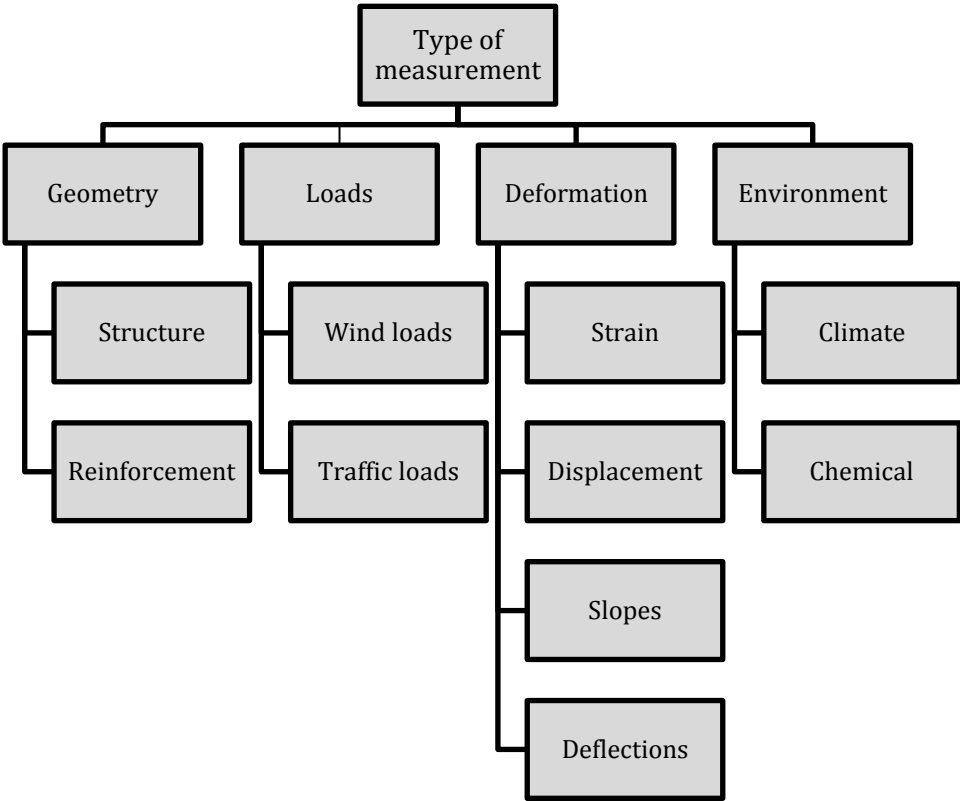 Type of
measurement
Geometry
Loads
Deformation
Environment
Structure
Wind loads
Strain
Climate
Reinforcement
Traffic loads
Displacement
Chemical
Slopes
Deflections